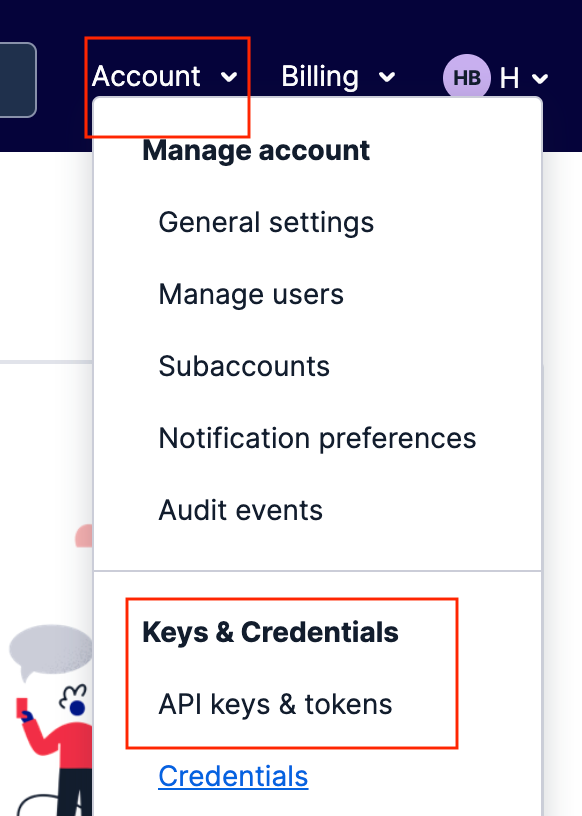 Account Billing HB H
Manage account
General settings
Manage users
Subaccounts
Notification preferences
Audit events
Keys & Credentials
API keys & tokens
Credentials